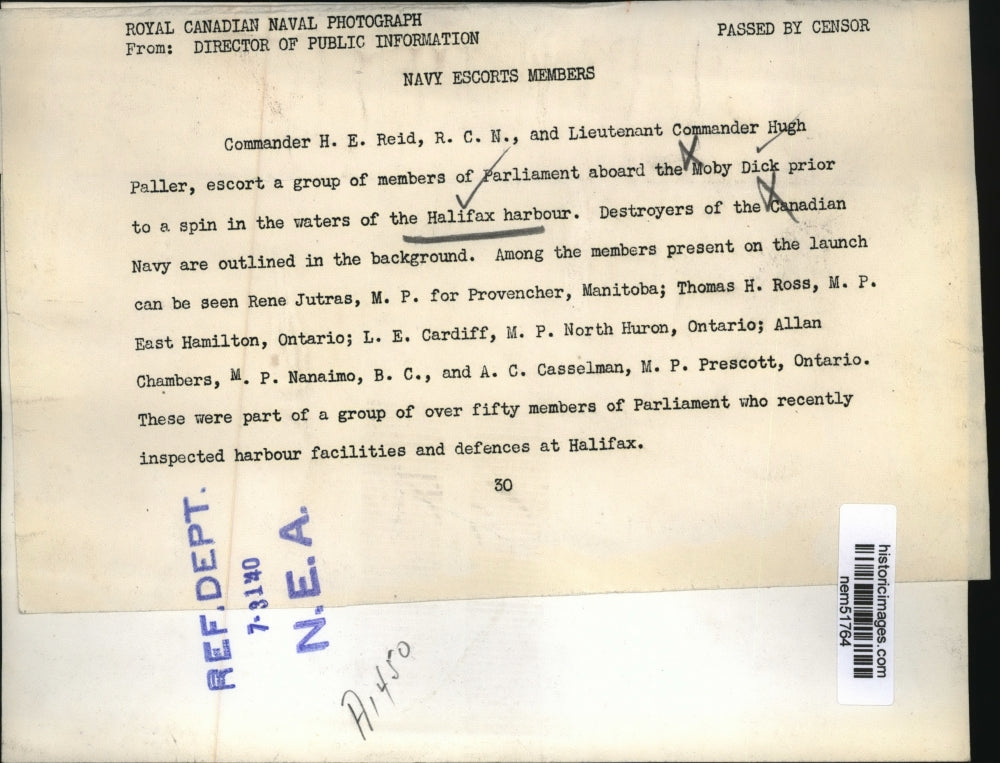 ROYAL CANADIAN NAVAL PHOTOGRAPH
From: DIRECTOR OF PUBLIC INFORMATION
PASSED BY CENSOR
NAVY ESCORTS MEMBERS
Commander H. E. Reid, R. C. N., and Lieutenant Commander Hugh
Paller, escort a group of members of Parliament aboard the Moby Dick prior
to a spin in the waters of the Halifax harbour. Destroyers of the Canadian
Navy are outlined in the background. Among the members present on the launch
can be seen Rene Jutras, M. P. for Provencher, Manitoba; Thomas H. Ross, M. P.
East Hamilton, Ontario; L. E. Cardiff, M. P. North Huron, Ontario; Allan
Chambers, M. P. Nanaimo, B. C., and A. C. Casselman, M. P. Prescott, Ontario.
These were part of a group of over fifty members of Parliament who recently
inspected harbour facilities and defences at Halifax.
30
REF. DEPT.
7-31-40
N. E. A.
A1450
historicimages.com
nem51764